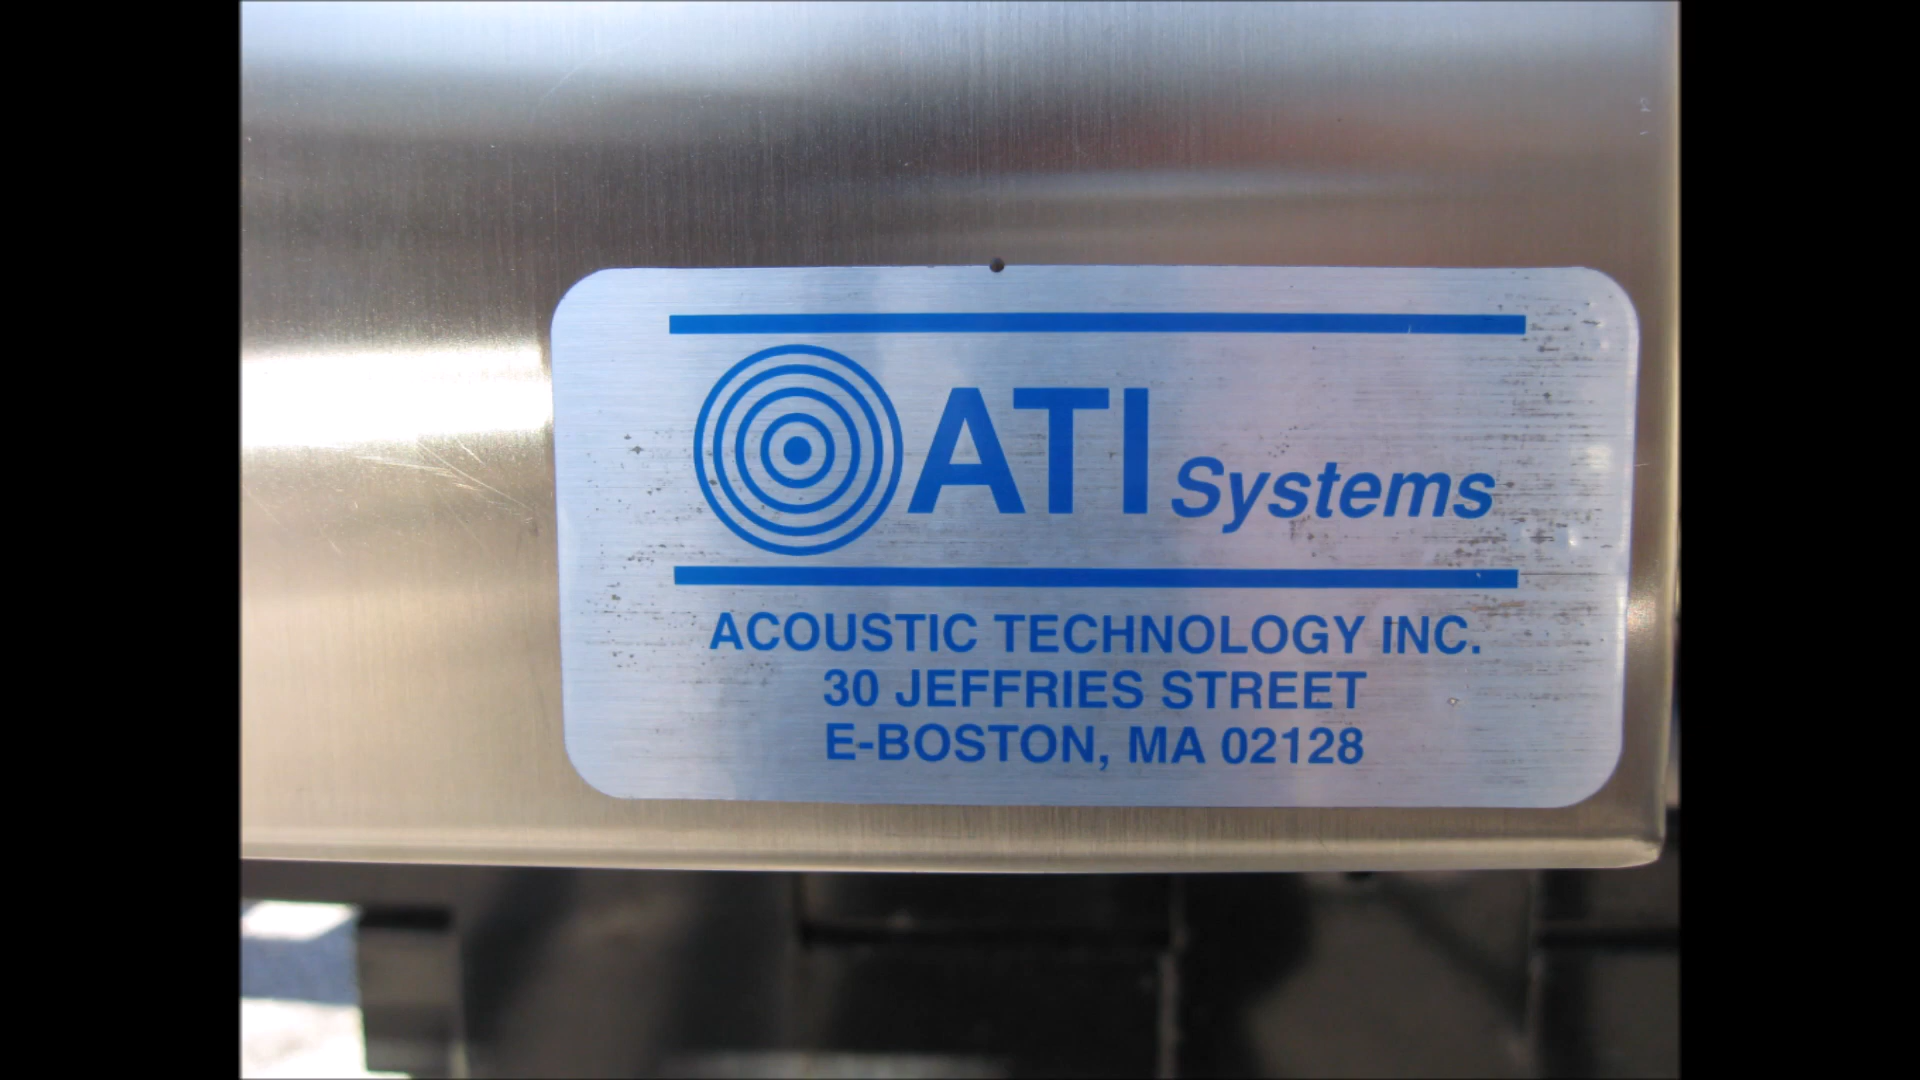 ATI Systems
ACOUSTIC TECHNOLOGY INC.
30 JEFFRIES STREET
E-BOSTON, MA 02128